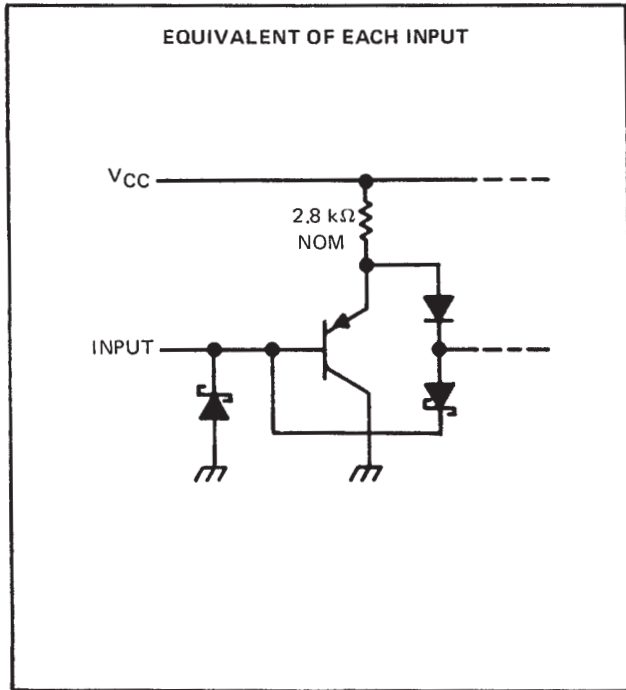 EQUIVALENT OF EACH INPUT
VCC
2.8 kΩ
NOM
INPUT